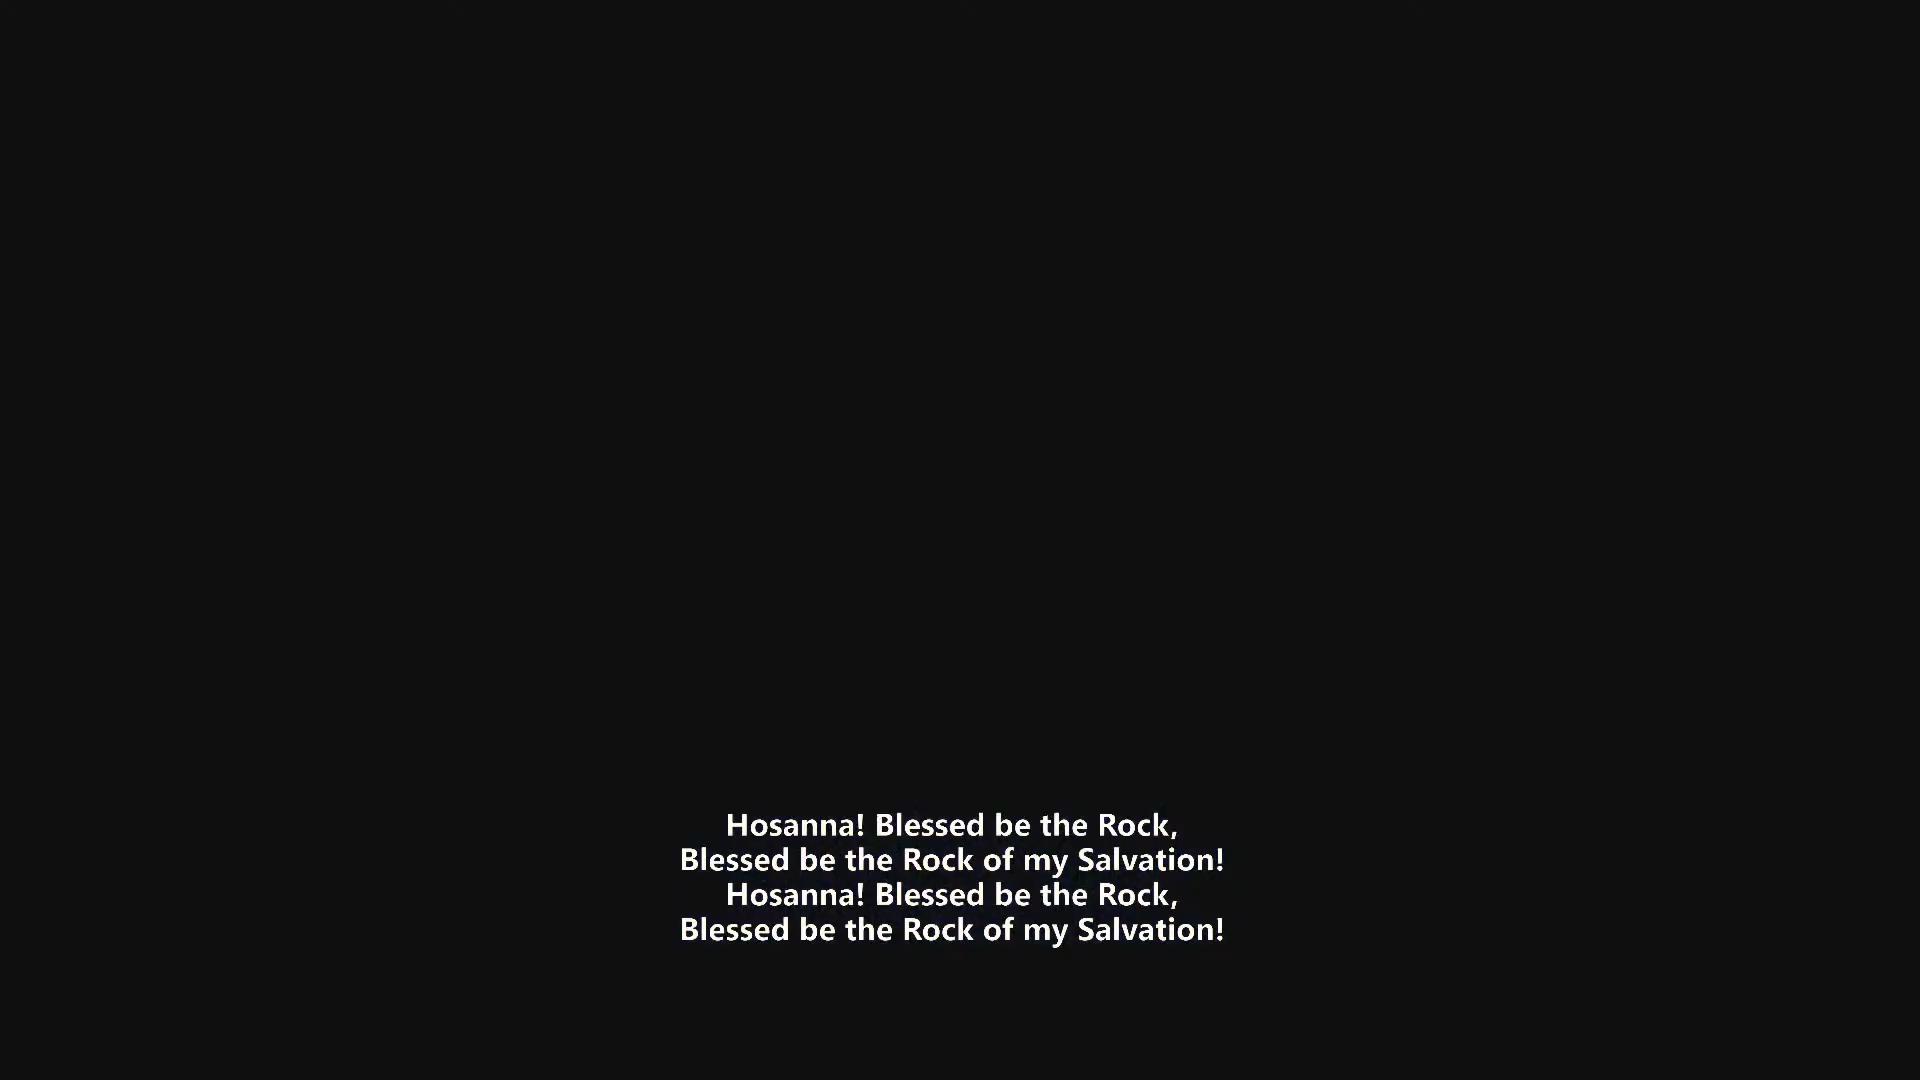 Hosanna! Blessed be the Rock,
Blessed be the Rock of my Salvation!
Hosanna! Blessed be the Rock,
Blessed be the Rock of my Salvation!